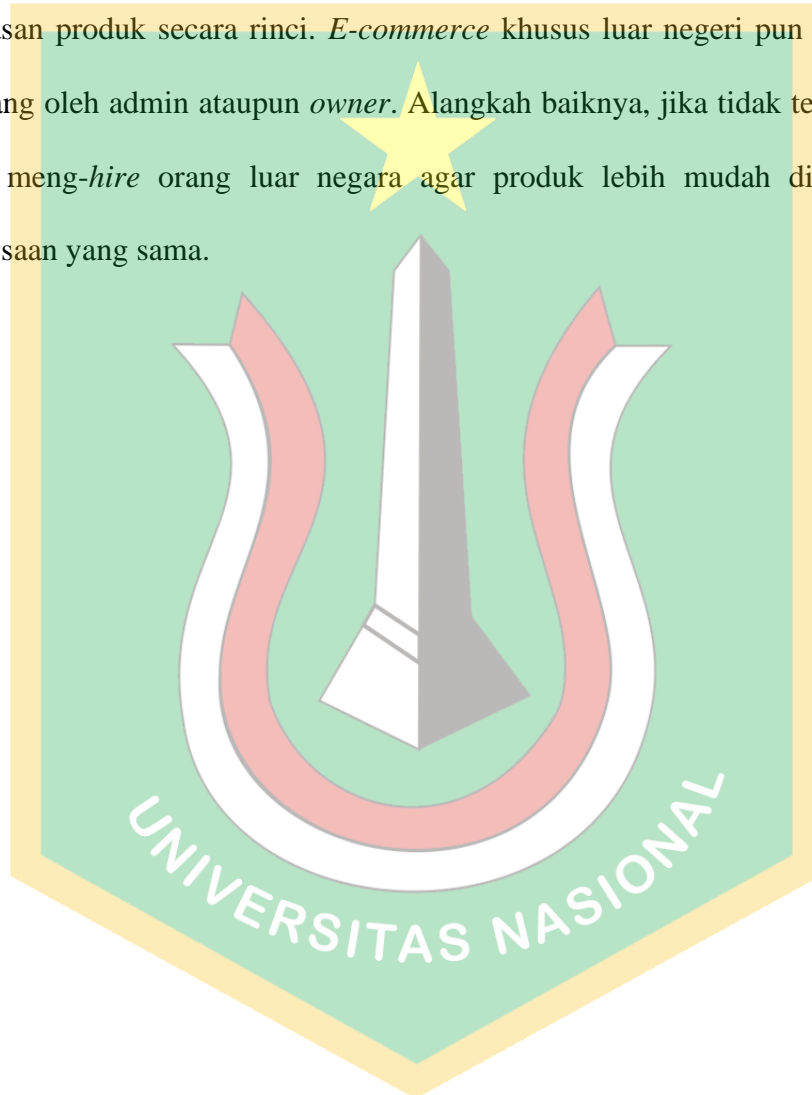 san produk secara rinci. E-commerce khusus luar negeri pun
ang oleh admin ataupun owner. Alangkah baiknya, jika tidak te
meng-hire orang luar negara agar produk lebih mudah di
saan yang sama.
UNIVERSITAS NASIONAL